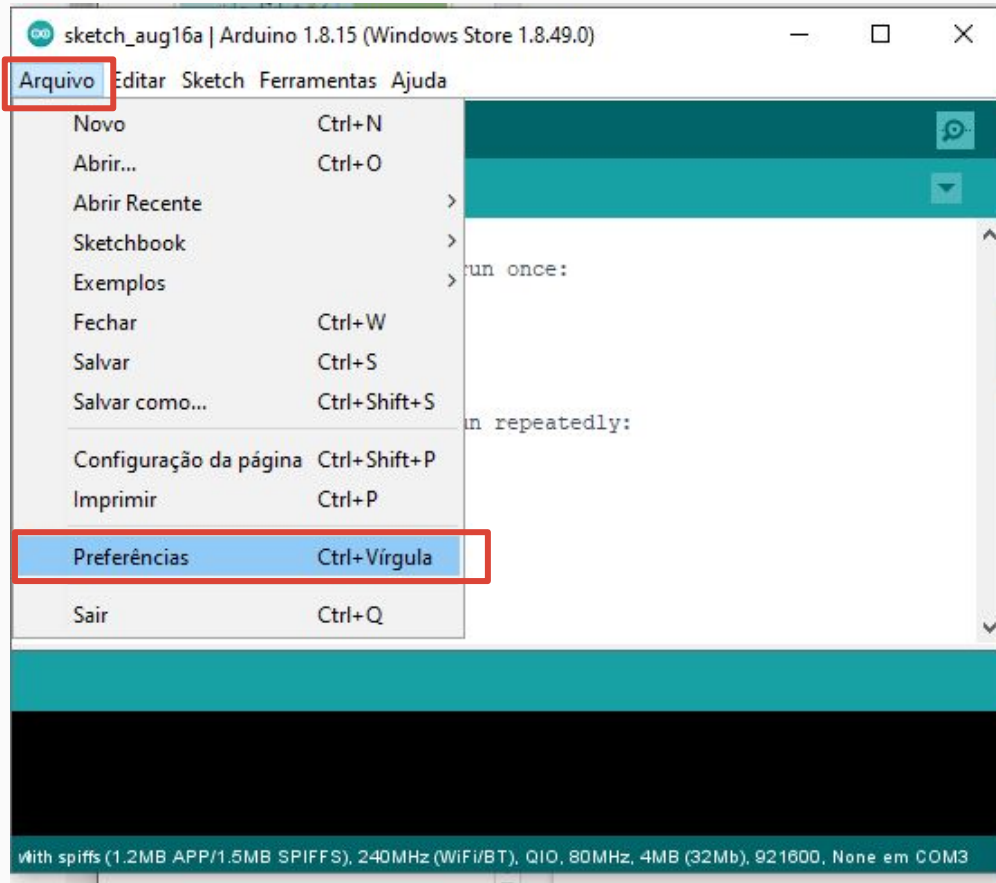 sketch_aug16a | Arduino 1.8.15 (Windows Store 1.8.49.0)
Arquivo Editar Sketch Ferramentas Ajuda
Novo Ctrl+N
Abrir... Ctrl+O
Abrir Recente
Sketchbook
Exemplos
run once:
Fechar Ctrl+W
Salvar Ctrl+S
Salvar como... Ctrl+Shift+S
repeatedly:
Configuração da página Ctrl+Shift+P
Imprimir Ctrl+P
Preferências Ctrl+Vírgula
Sair Ctrl+Q
with spiffs (1.2MB APP/1.5MB SPIFFS), 240MHz (WiFi/BT), QIO, 80MHz, 4MB (32Mb), 921600, None em COM3